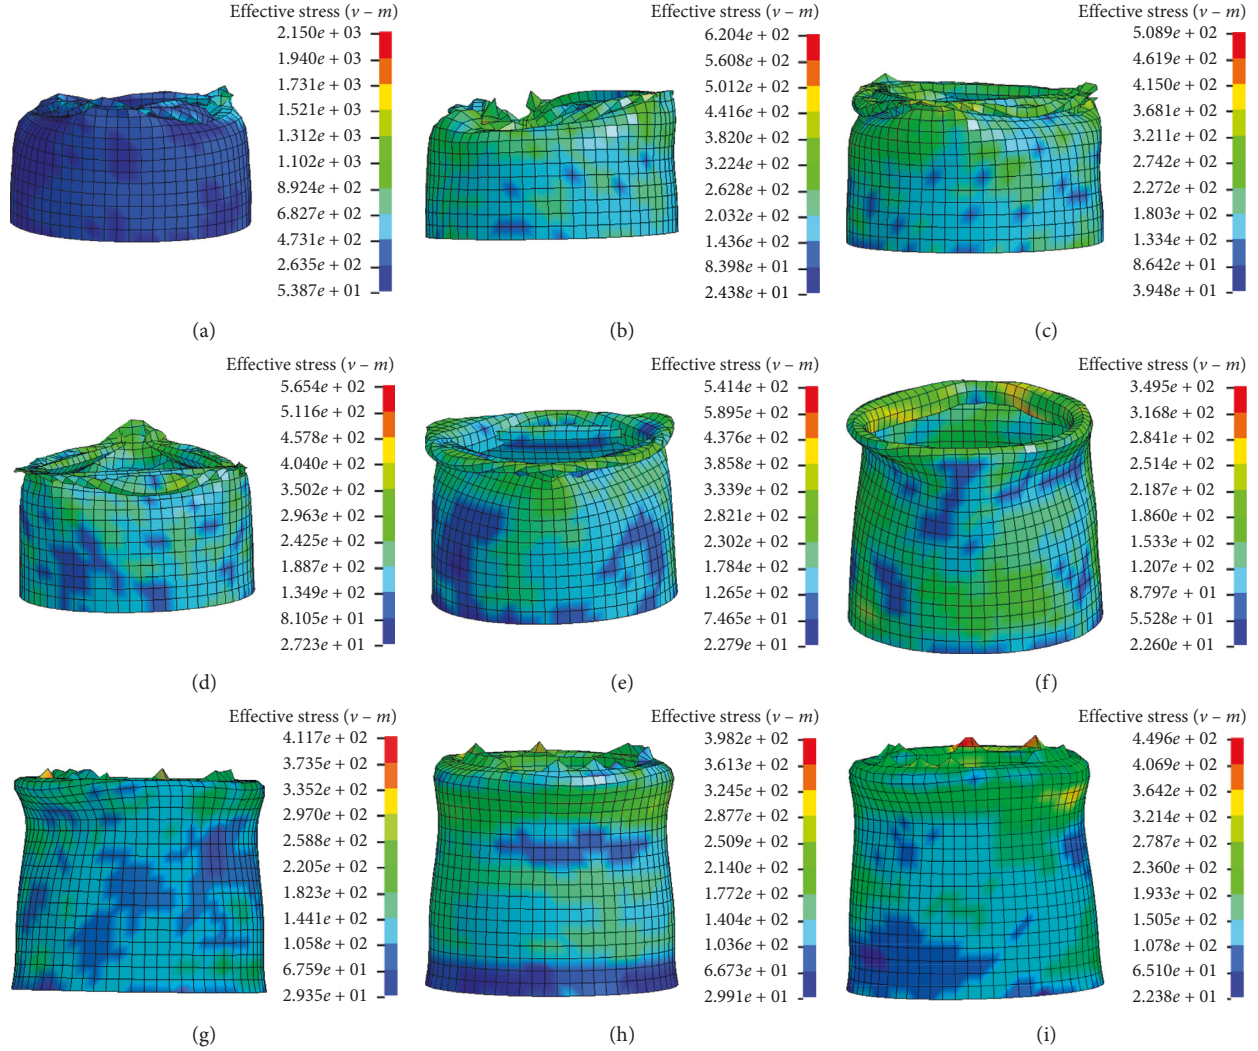 Effective stress (v – m)
2.150e + 03
1.940e + 03
1.731e + 03
1.521e + 03
1.312e + 03
1.102e + 03
8.924e + 02
6.827e + 02
4.731e + 02
2.635e + 02
5.387e + 01
(a)
Effective stress (v – m)
6.204e + 02
5.608e + 02
5.012e + 02
4.416e + 02
3.820e + 02
3.224e + 02
2.628e + 02
2.032e + 02
1.436e + 02
8.398e + 01
2.438e + 01
(b)
Effective stress (v – m)
5.089e + 02
4.619e + 02
4.150e + 02
3.681e + 02
3.211e + 02
2.742e + 02
2.272e + 02
1.803e + 02
1.334e + 02
8.642e + 01
3.948e + 01
(c)
Effective stress (v – m)
5.654e + 02
5.116e + 02
4.578e + 02
4.040e + 02
3.502e + 02
2.963e + 02
2.425e + 02
1.887e + 02
1.349e + 02
8.105e + 01
2.723e + 01
(d)
Effective stress (v – m)
5.414e + 02
5.895e + 02
4.376e + 02
3.858e + 02
3.339e + 02
2.821e + 02
2.302e + 02
1.784e + 02
1.265e + 02
7.465e + 01
2.279e + 01
(e)
Effective stress (v – m)
3.495e + 02
3.168e + 02
2.841e + 02
2.514e + 02
2.187e + 02
1.860e + 02
1.533e + 02
1.207e + 02
8.797e + 01
5.528e + 01
2.260e + 01
(f)
Effective stress (v – m)
4.117e + 02
3.735e + 02
3.352e + 02
2.970e + 02
2.588e + 02
2.205e + 02
1.823e + 02
1.441e + 02
1.058e + 02
6.759e + 01
2.935e + 01
(g)
Effective stress (v – m)
3.982e + 02
3.613e + 02
3.245e + 02
2.877e + 02
2.509e + 02
2.140e + 02
1.772e + 02
1.404e + 02
1.036e + 02
6.673e + 01
2.991e + 01
(h)
Effective stress (v – m)
4.496e + 02
4.069e + 02
3.642e + 02
3.214e + 02
2.787e + 02
2.360e + 02
1.933e + 02
1.505e + 02
1.078e + 02
6.510e + 01
2.238e + 01
(i)